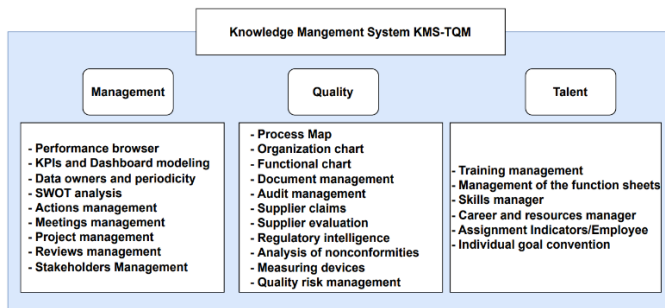 Knowledge Mangement System KMS-TQM
Management
- Performance browser
- KPIs and Dashboard modeling
- Data owners and periodicity
- SWOT analysis
- Actions management
- Meetings management
- Project management
- Reviews management
- Stakeholders Management
Quality
- Process Map
- Organization chart
- Functional chart
- Document management
- Audit management
- Supplier claims
- Supplier evaluation
- Regulatory intelligence
- Analysis of nonconformities
- Measuring devices
- Quality risk management
Talent
- Training management
- Management of the function sheets
- Skills manager
- Career and resources manager
- Assignment Indicators/Employee
- Individual goal convention